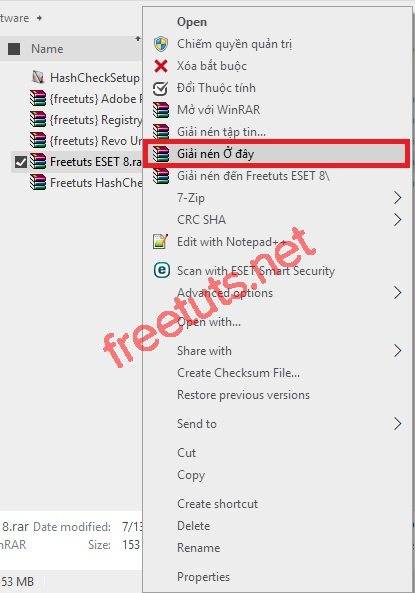 tware
Name
HashCheckSetup
{freetuts} Adobe P
{freetuts} Registry
{freetuts} Revo Un
Freetuts ESET 8.ra
Freetuts HashChec
Open
Chiếm quyền quản trị
Xóa bắt buộc
Đổi Thuộc tính
Mở với WinRAR
Giải nén tập tin...
Giải nén Ở đây
Giải nén đến Freetuts ESET 8\
7-Zip
CRC SHA
Edit with Notepad++
Scan with ESET Smart Security
Advanced options
Open with...
Share with
Create Checksum File...
Restore previous versions
Send to
Cut
Copy
Create shortcut
Delete
Rename
Properties
freetuts.net
8.rar Date modified: 7/13
nRAR Size: 153
53 MB